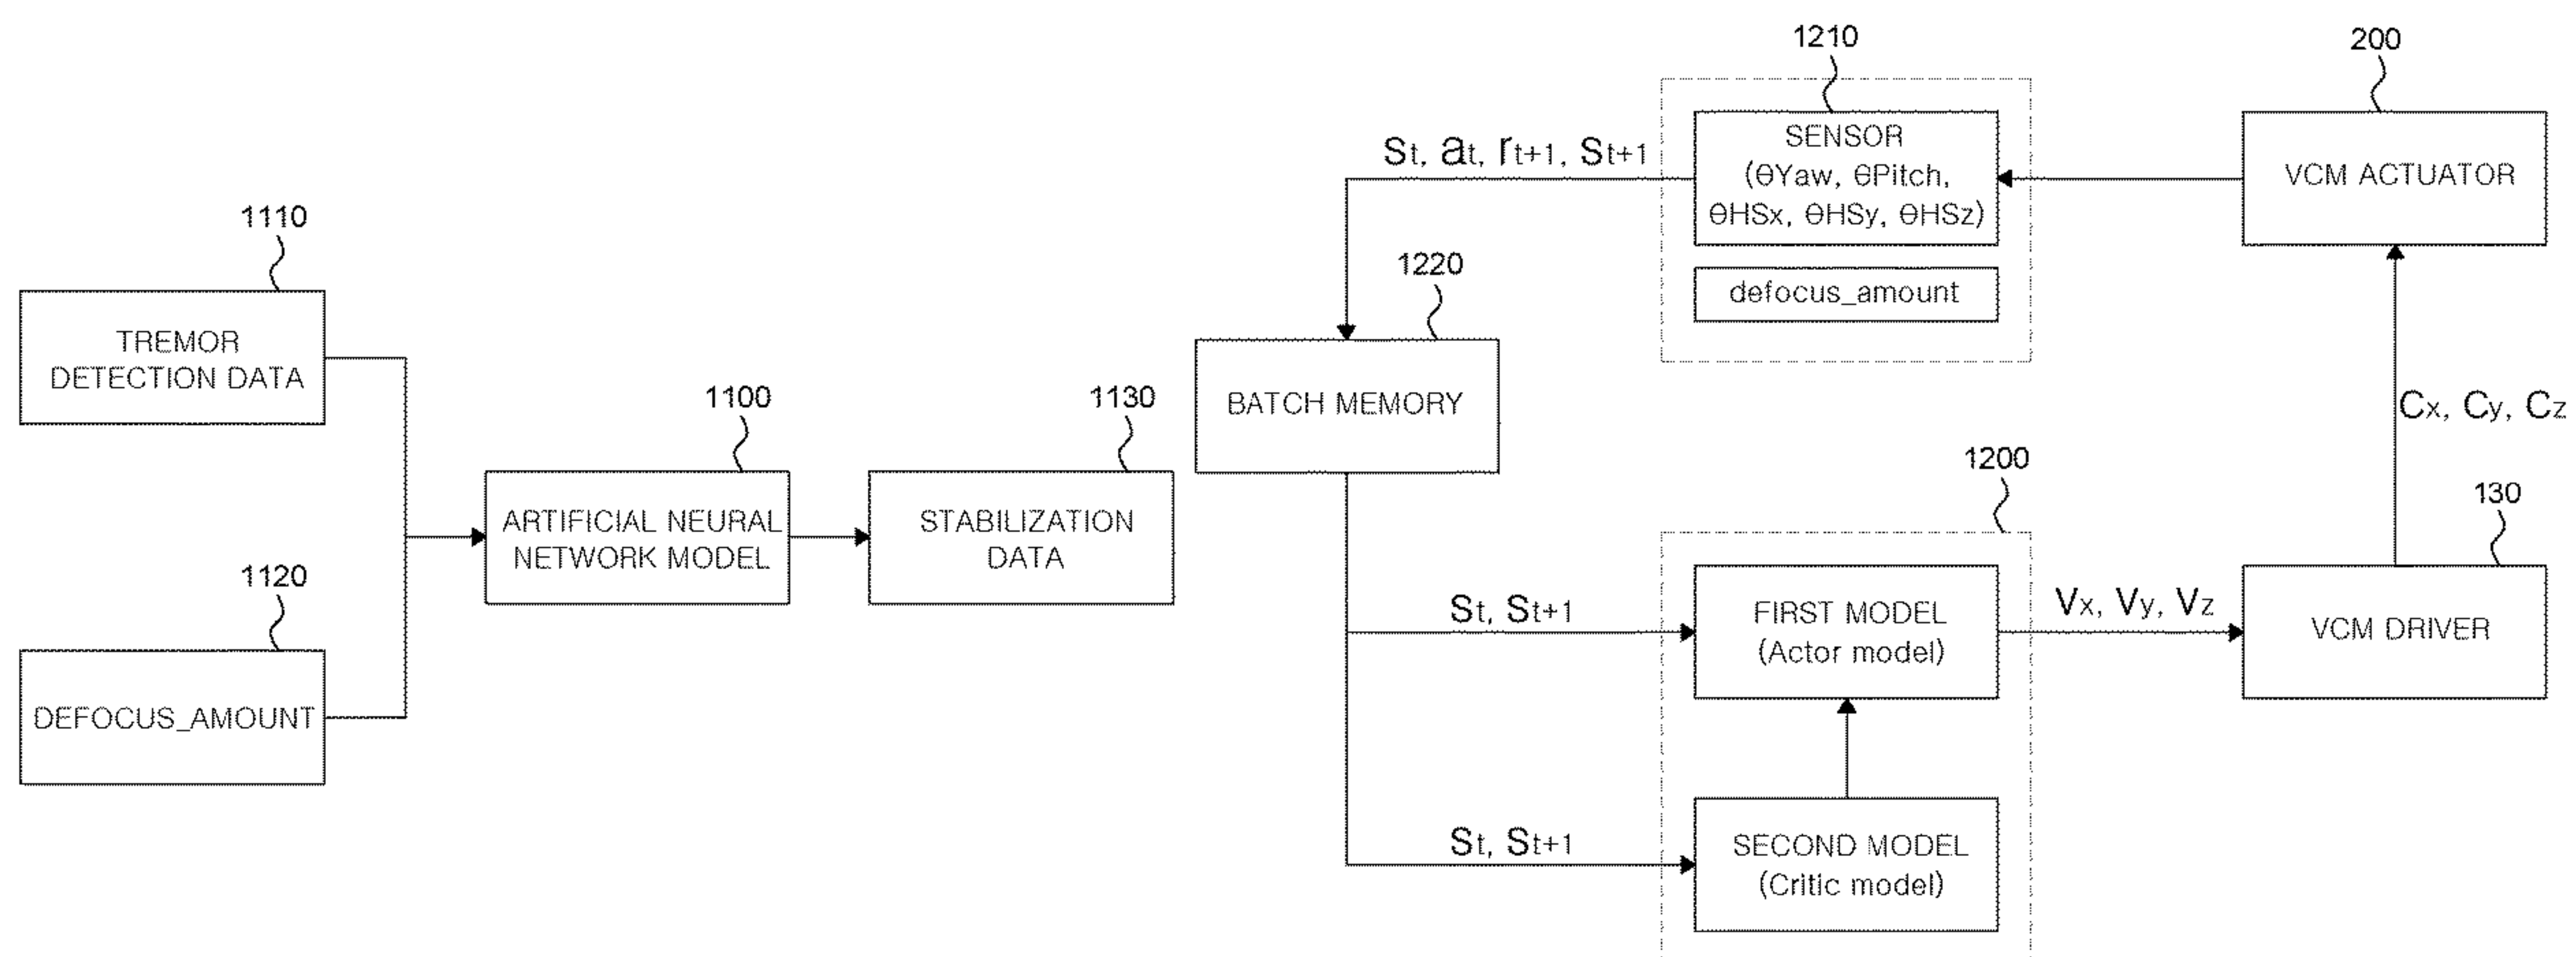 1110
TREMOR
DETECTION DATA
1120
DEFOCUS_AMOUNT
1100
ARTIFICIAL NEURAL
NETWORK MODEL
1130
STABILIZATION
DATA
1210
SENSOR
(θYaw, θPitch,
θHSx, θHSy, θHSz)
defocus_amount
200
VCM ACTUATOR
St, at, rt+1, St+1
1220
BATCH MEMORY
Cx, Cy, Cz
1200
St, St+1
FIRST MODEL
(Actor model)
Vx, Vy, Vz
130
VCM DRIVER
St, St+1
SECOND MODEL
(Critic model)